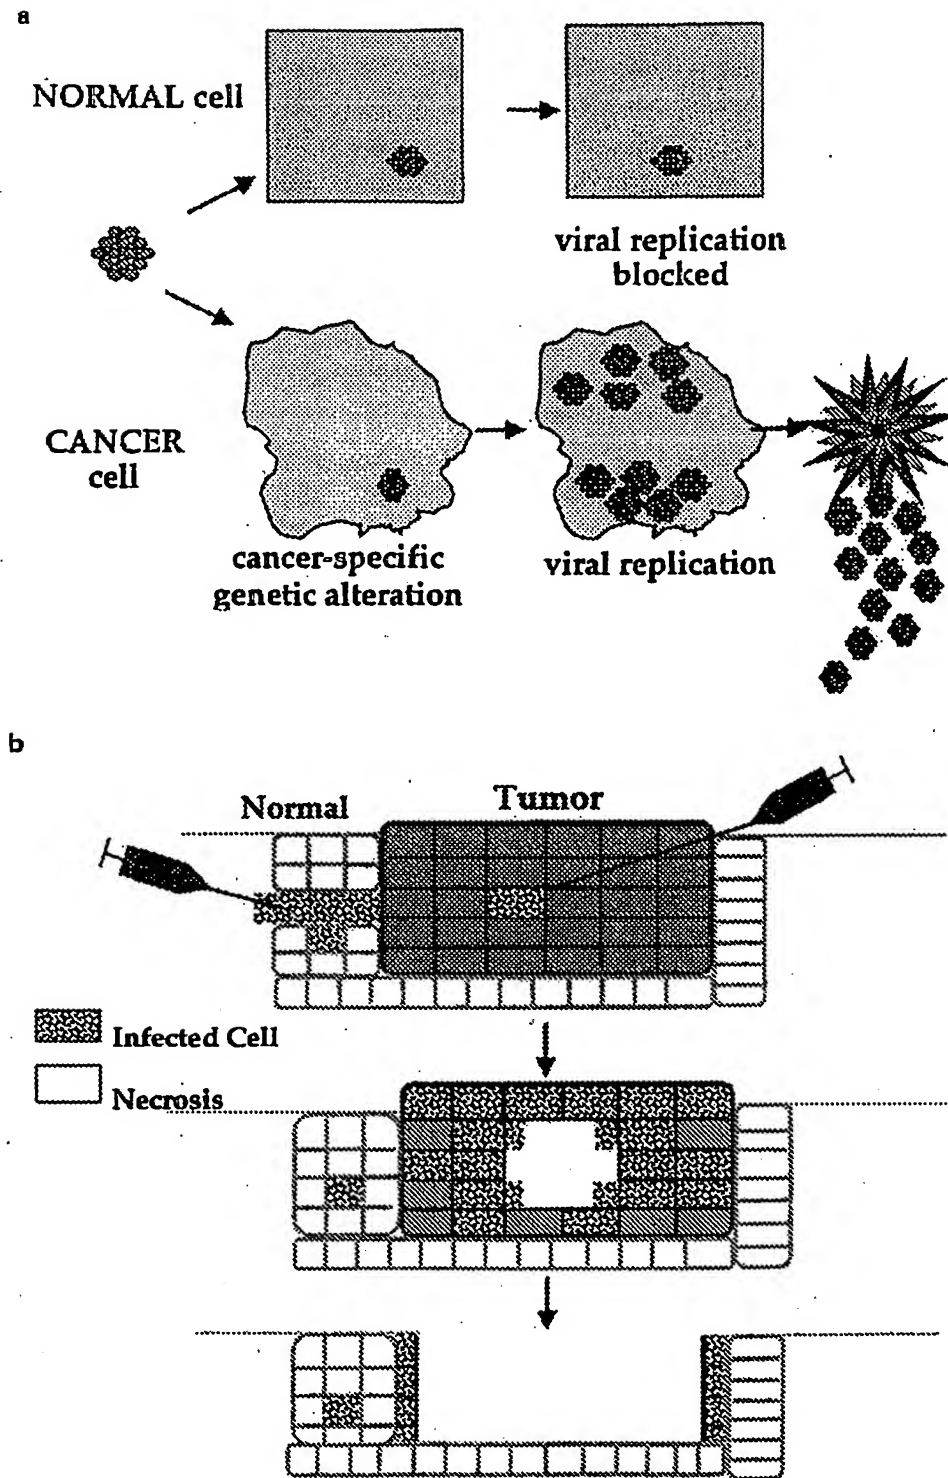 a
NORMAL cell
viral replication
blocked
CANCER
cell
cancer-specific
genetic alteration
viral replication
b
Normal
Tumor
Infected Cell
Necrosis